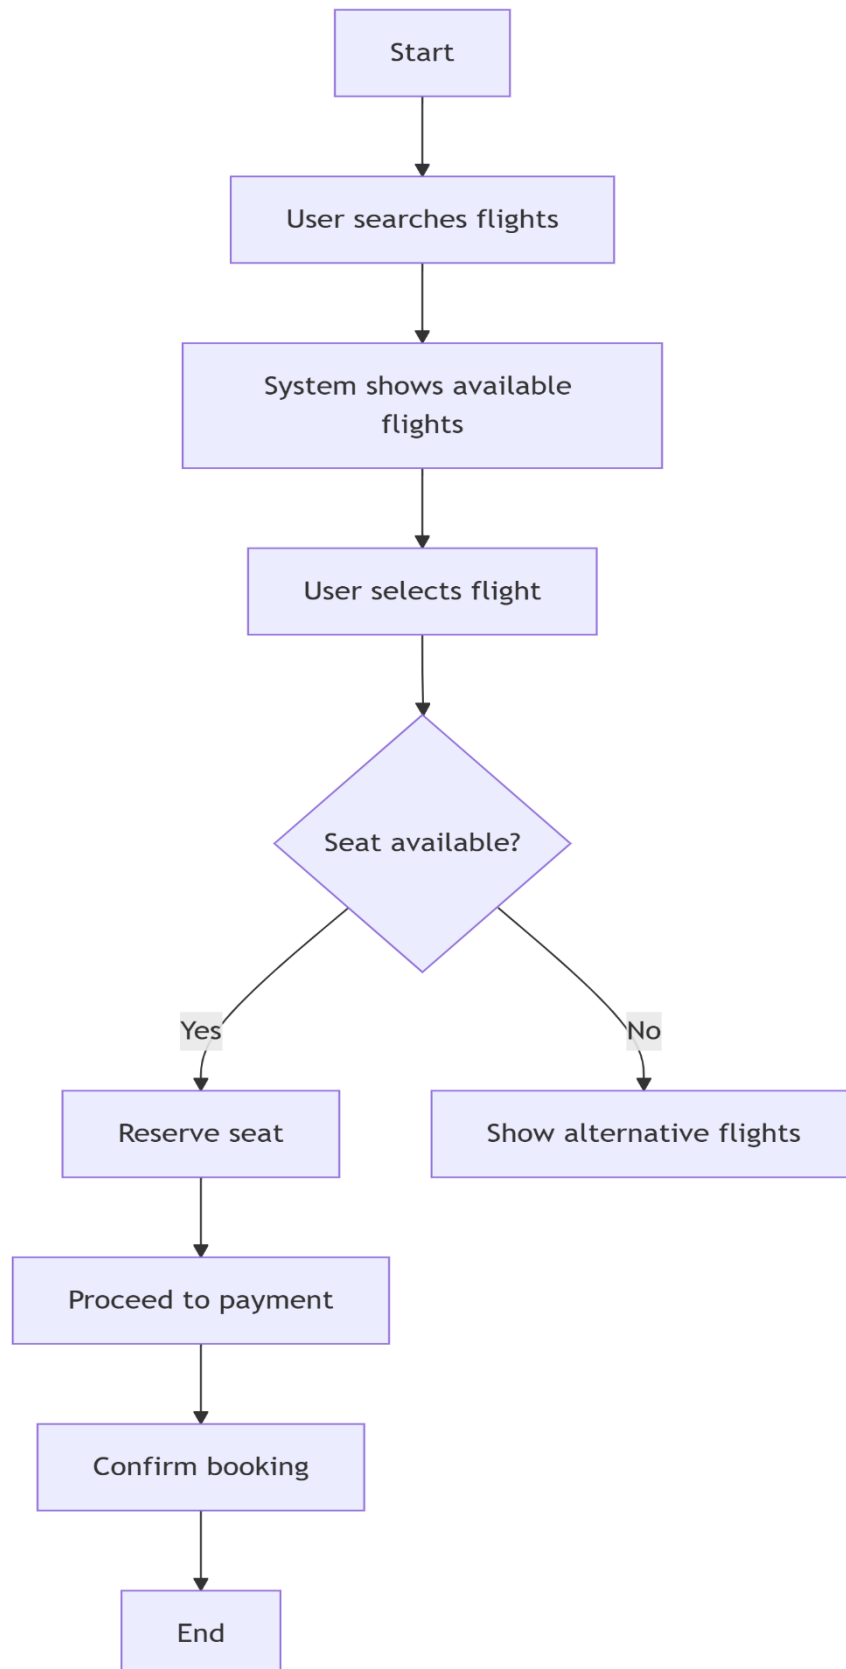 Start
User searches flights
System shows available
flights
User selects flight
Seat available?
Yes
No
Reserve seat
Show alternative flights
Proceed to payment
Confirm booking
End